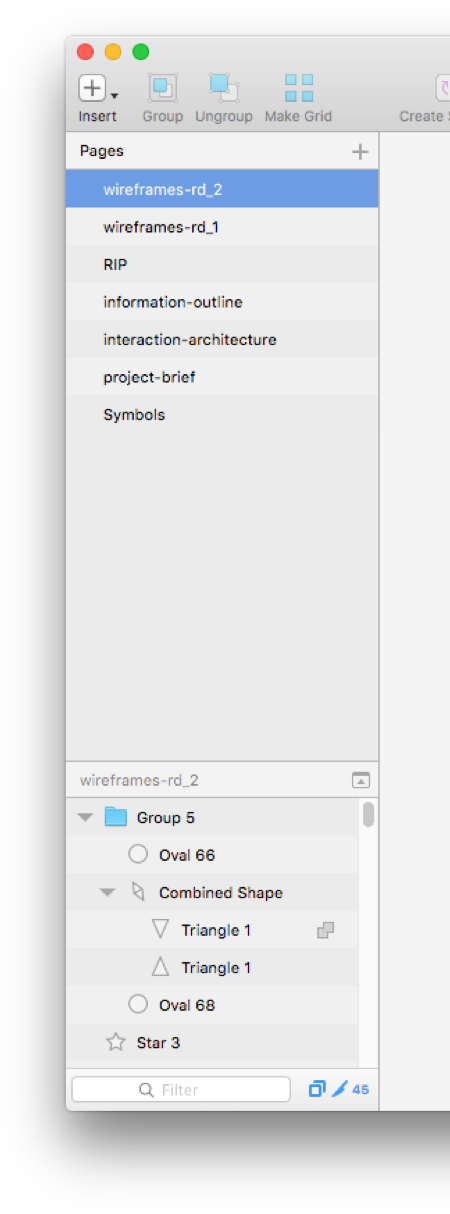 Insert Group Ungroup Make Grid Create
Pages
wireframes-rd_2
wireframes-rd_1
RIP
information-outline
interaction-architecture
project-brief
Symbols
wireframes-rd_2
Group 5
Oval 66
Combined Shape
Triangle 1
Triangle 1
Oval 68
Star 3
Filter 45